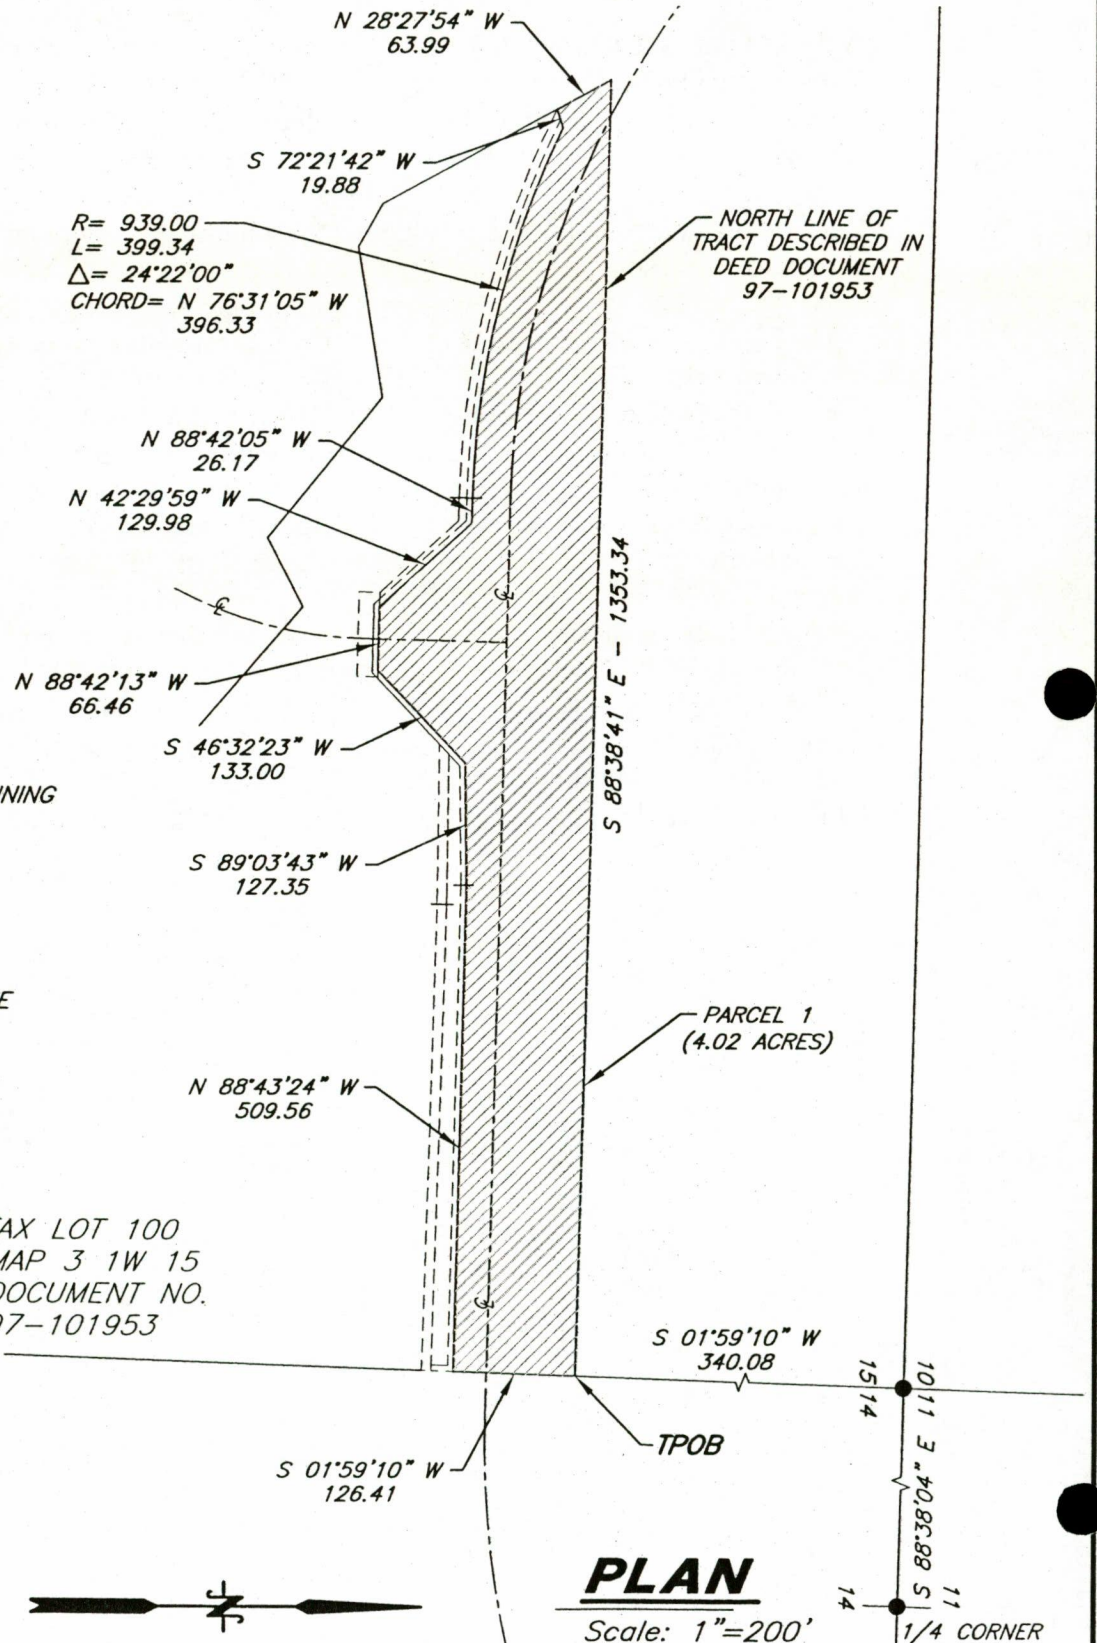 N 28°27'54" W
63.99
S 72°21'42" W
19.88
R= 939.00
L= 399.34
Δ= 24°22'00"
CHORD= N 76°31'05" W
396.33
NORTH LINE OF
TRACT DESCRIBED IN
DEED DOCUMENT
97-101953
N 88°42'05" W
26.17
N 42°29'59" W
129.98
S 88°38'41" E - 1353.34
N 88°42'13" W
66.46
S 46°32'23" W
133.00
NNING
S 89°03'43" W
127.35
E
PARCEL 1
(4.02 ACRES)
N 88°43'24" W
509.56
AX LOT 100
MAP 3 1W 15
DOCUMENT NO.
97-101953
S 01°59'10" W
340.08
15 14
10 11
TPOB
S 01°59'10" W
126.41
S 88°38'04" E
PLAN
Scale: 1"=200'
14
11
1/4 CORNER